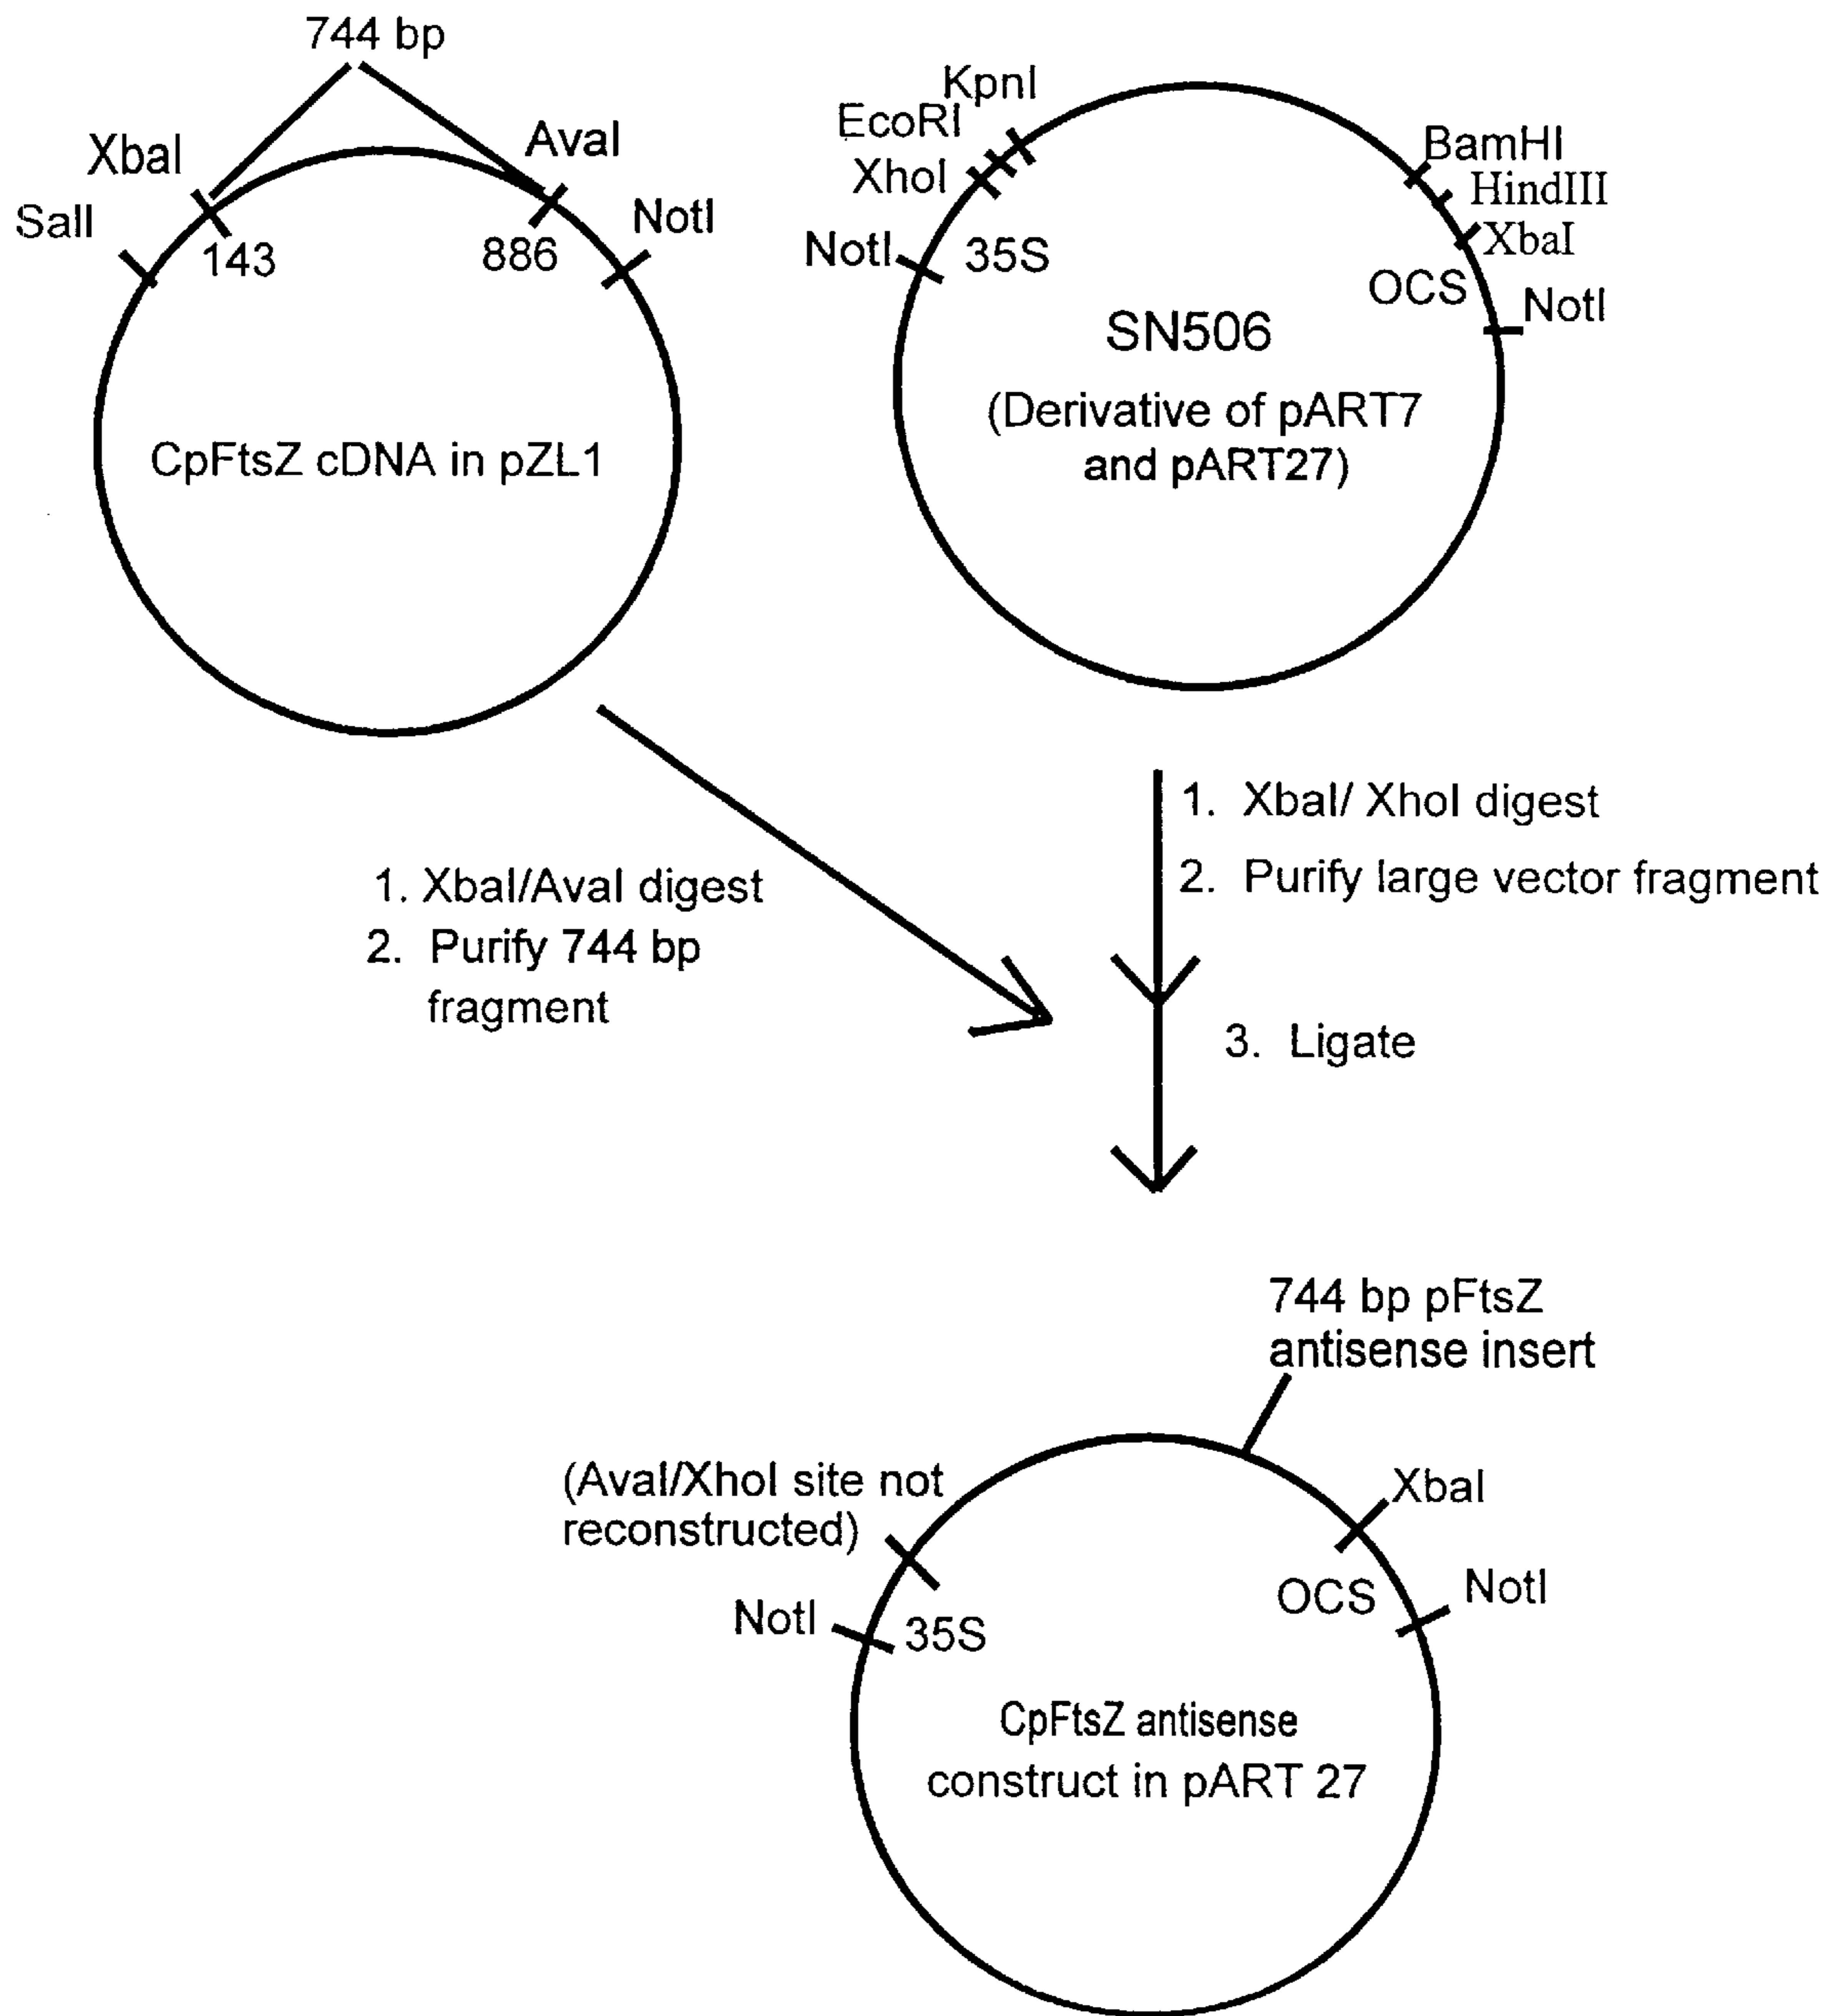 744 bp
XbaI
AvaI
SalI
NotI
143
886
CpFtsZ cDNA in pZL1
KpnI
EcoRI
XhoI
NotI
35S
BamHI
HindIII
XbaI
OCS
NotI
SN506
(Derivative of pART7
and pART27)
1. XbaI/AvaI digest
2. Purify 744 bp
fragment
1. XbaI/ XhoI digest
2. Purify large vector fragment
3. Ligate
744 bp pFtsZ
antisense insert
(AvaI/XhoI site not
reconstructed)
XbaI
NotI
35S
OCS
NotI
CpFtsZ antisense
construct in pART 27